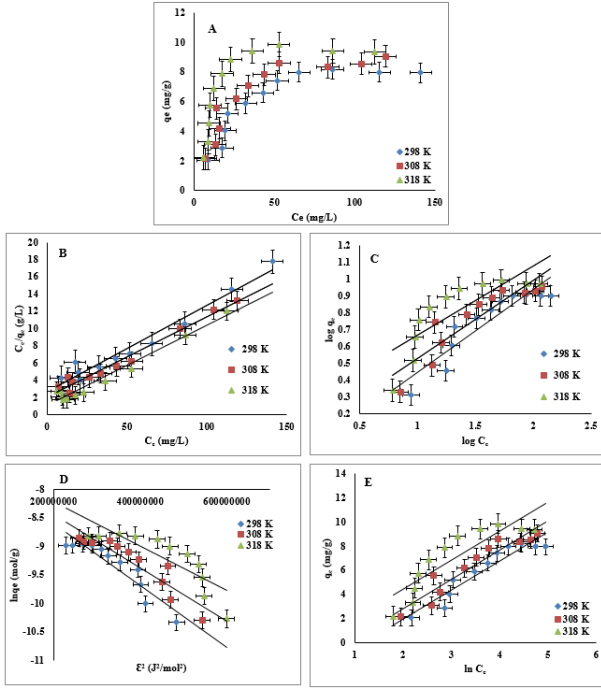 12
10
8
6
4
2
0
qe (mg/g)
A
298 K
308 K
318 K
0 50 100 150
Ce (mg/L)
20
18
16
14
12
10
8
6
4
2
0
Cₑ/qₑ (g/L)
B
298 K
308 K
318 K
0 50 100 150
Cₑ (mg/L)
1.1
1
0.9
0.8
0.7
0.6
0.5
0.4
0.3
0.2
log qₑ
C
298 K
308 K
318 K
0.5 1 1.5 2 2.5
log Cₑ
-8
200000000 400000000 600000000
-8.5
-9
-9.5
-10
-10.5
-11
lnqe (mol/g)
D
298 K
308 K
318 K
Ɛ² (J²/mol²)
14
12
10
8
6
4
2
0
qₑ (mg/g)
E
298 K
308 K
318 K
1 2 3 4 5 6
ln Cₑ